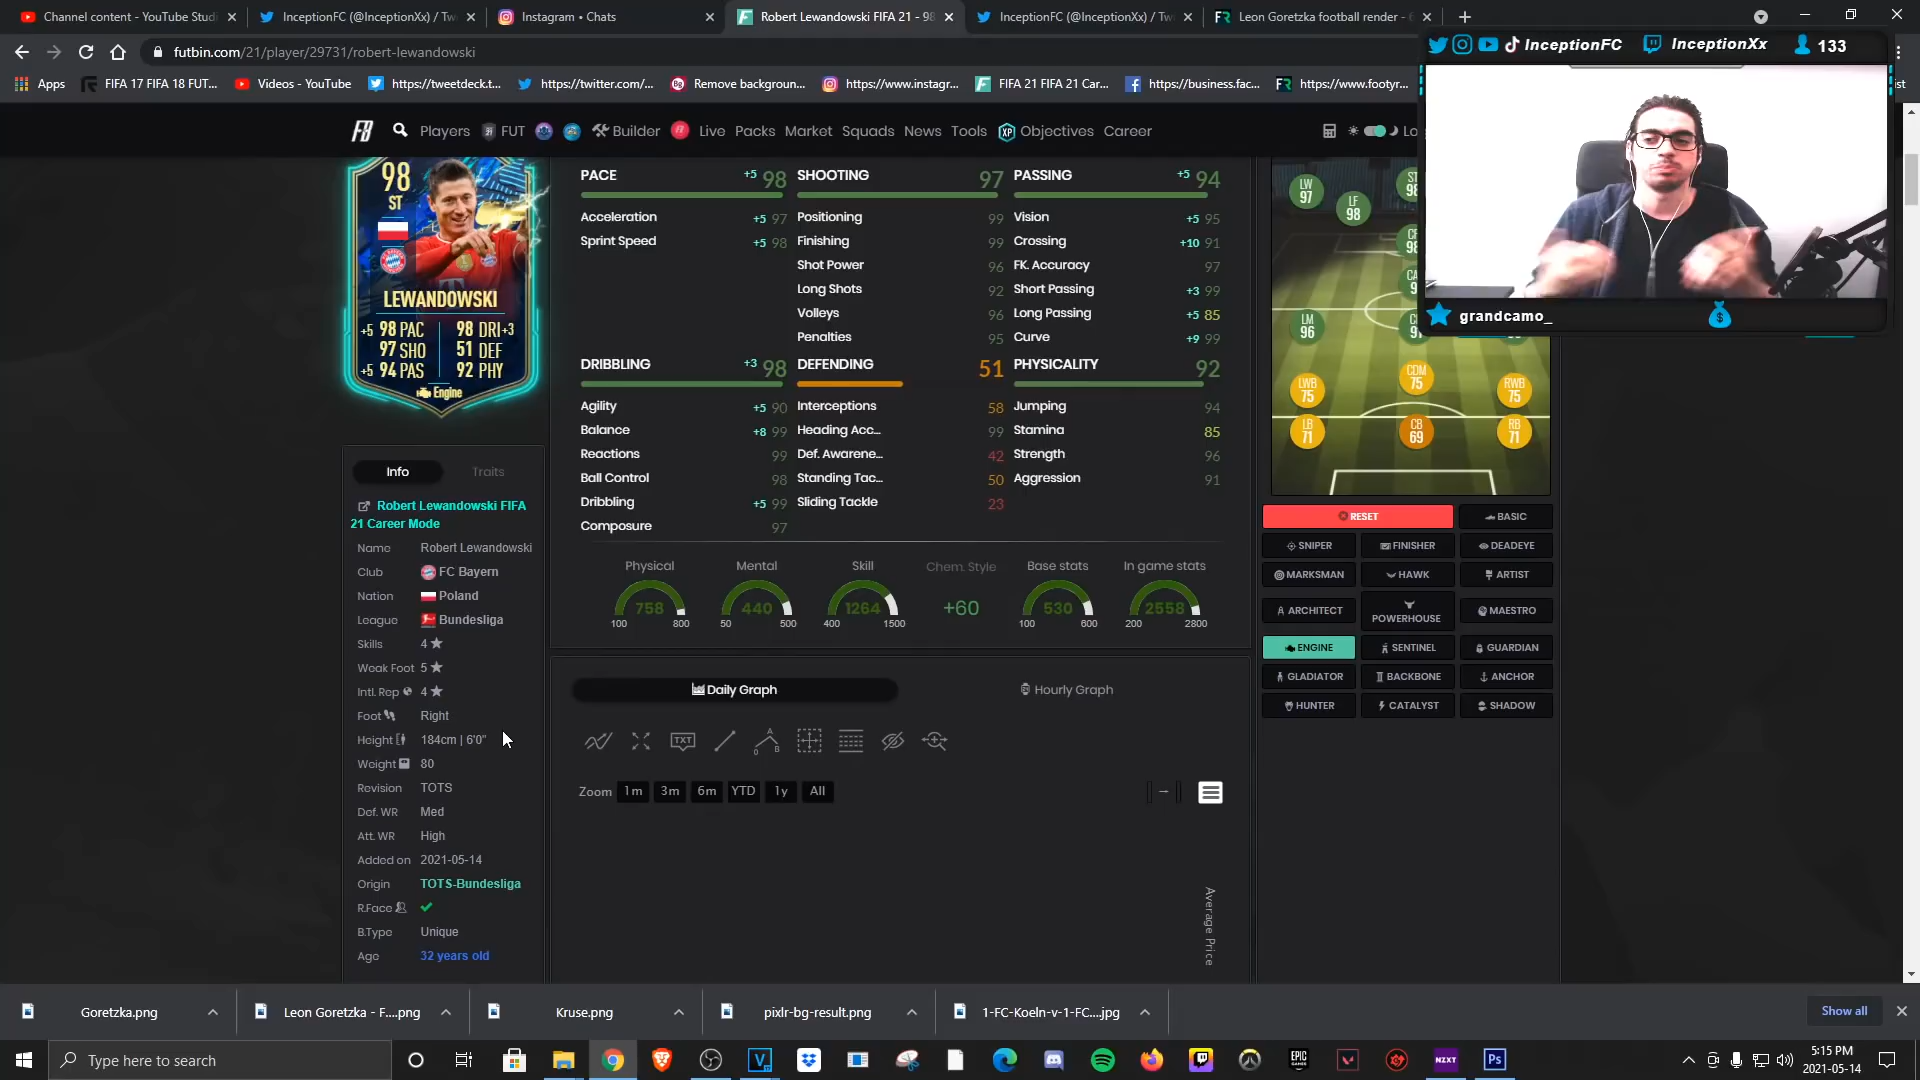 Channel content - YouTube Studi
InceptionFC (@InceptionXx) / Tw
Instagram • Chats
Robert Lewandowski FIFA 21 - 98
InceptionFC (@InceptionXx) / Tw
Leon Goretzka football render - 6
futbin.com/21/player/29731/robert-lewandowski
Apps
FIFA 17 FIFA 18 FUT...
Videos - YouTube
https://tweetdeck.t...
https://twitter.com/...
Remove backgroun...
https://www.instagr...
FIFA 21 FIFA 21 Car...
https://business.fac...
https://www.footyr...
InceptionFC
InceptionXx
133
grandcamo_
Players
FUT
Builder
Live
Packs
Market
Squads
News
Tools
XP
Objectives
Career
Lo
98
ST
LEWANDOWSKI
+5 98 PAC
98 DRI+3
97 SHO
51 DEF
+5 94 PAS
92 PHY
Engine
PACE +5 98
Acceleration +5 97
Sprint Speed +5 98
SHOOTING 97
Positioning 99
Finishing 99
Shot Power 96
Long Shots 92
Volleys 96
Penalties 95
PASSING +5 94
Vision +5 95
Crossing +10 91
FK. Accuracy 97
Short Passing +3 99
Long Passing +5 85
Curve +9 99
DRIBBLING +3 98
Agility +5 90
Balance +8 99
Reactions 99
Ball Control 98
Dribbling +5 99
Composure 97
DEFENDING 51
Interceptions 58
Heading Acc... 99
Def. Awarene... 42
Standing Tac... 50
Sliding Tackle 23
PHYSICALITY 92
Jumping 94
Stamina 85
Strength 96
Aggression 91
Physical
758
100 800
Mental
440
50 500
Skill
1264
400 1500
Chem. Style
+60
Base stats
530
100 600
In game stats
2558
200 2800
LW
97
LF
98
LM
96
LWB
75
CDM
75
RWB
75
LB
71
CB
69
RB
71
RESET
BASIC
SNIPER
FINISHER
DEADEYE
MARKSMAN
HAWK
ARTIST
ARCHITECT
POWERHOUSE
MAESTRO
ENGINE
SENTINEL
GUARDIAN
GLADIATOR
BACKBONE
ANCHOR
HUNTER
CATALYST
SHADOW
Info
Traits
Robert Lewandowski FIFA
21 Career Mode
Name Robert Lewandowski
Club FC Bayern
Nation Poland
League Bundesliga
Skills 4
Weak Foot 5
Intl. Rep 4
Foot Right
Height 184cm | 6'0"
Weight 80
Revision TOTS
Def. WR Med
Att. WR High
Added on 2021-05-14
Origin TOTS-Bundesliga
R.Face
B.Type Unique
Age 32 years old
Daily Graph
Hourly Graph
TXT
Zoom 1m 3m 6m YTD 1y All
→
Average Price
Goretzka.png
Leon Goretzka - F....png
Kruse.png
pixlr-bg-result.png
1-FC-Koeln-v-1-FC....jpg
Show all
Type here to search
5:15 PM
2021-05-14